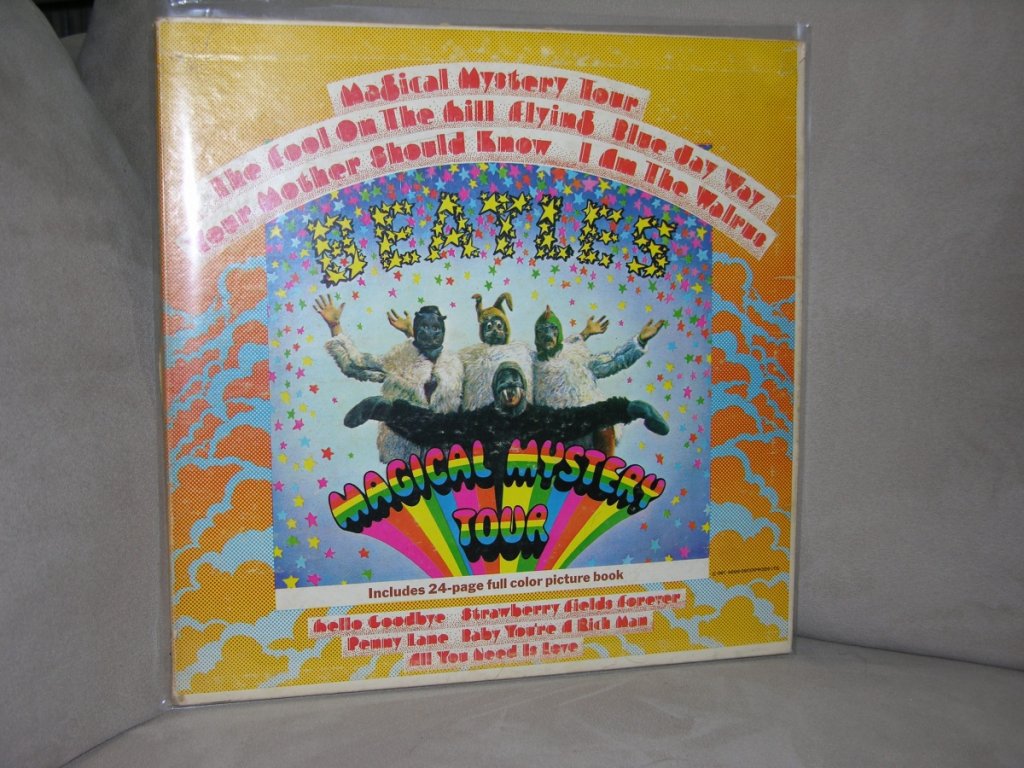 Magical Mystery Tour
The Fool On The Hill Flying Blue Jay Way
Your Mother Should Know I Am The Walrus
BEATLES
MAGICAL MYSTERY
TOUR
Includes 24-page full color picture book
Hello Goodbye Strawberry Fields Forever
Penny Lane Baby You're A Rich Man
All You Need Is Love